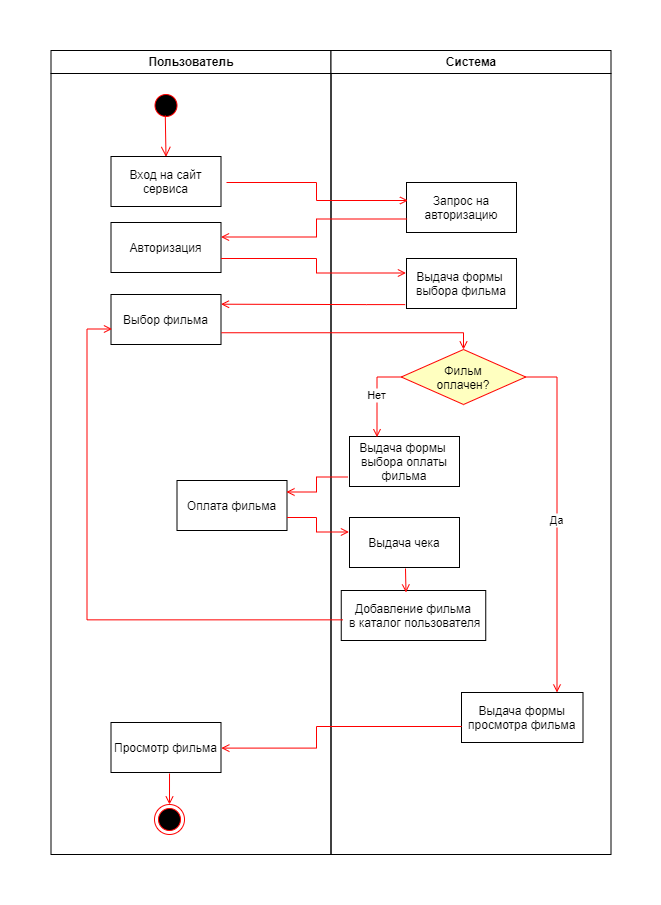 Пользователь
Система
Вход на сайт
сервиса
Запрос на
авторизацию
Авторизация
Выдача формы
выбора фильма
Выбор фильма
Фильм
оплачен?
Нет
Выдача формы
выбора оплаты
фильма
Оплата фильма
Да
Выдача чека
Добавление фильма
в каталог пользователя
Выдача формы
просмотра фильма
Просмотр фильма